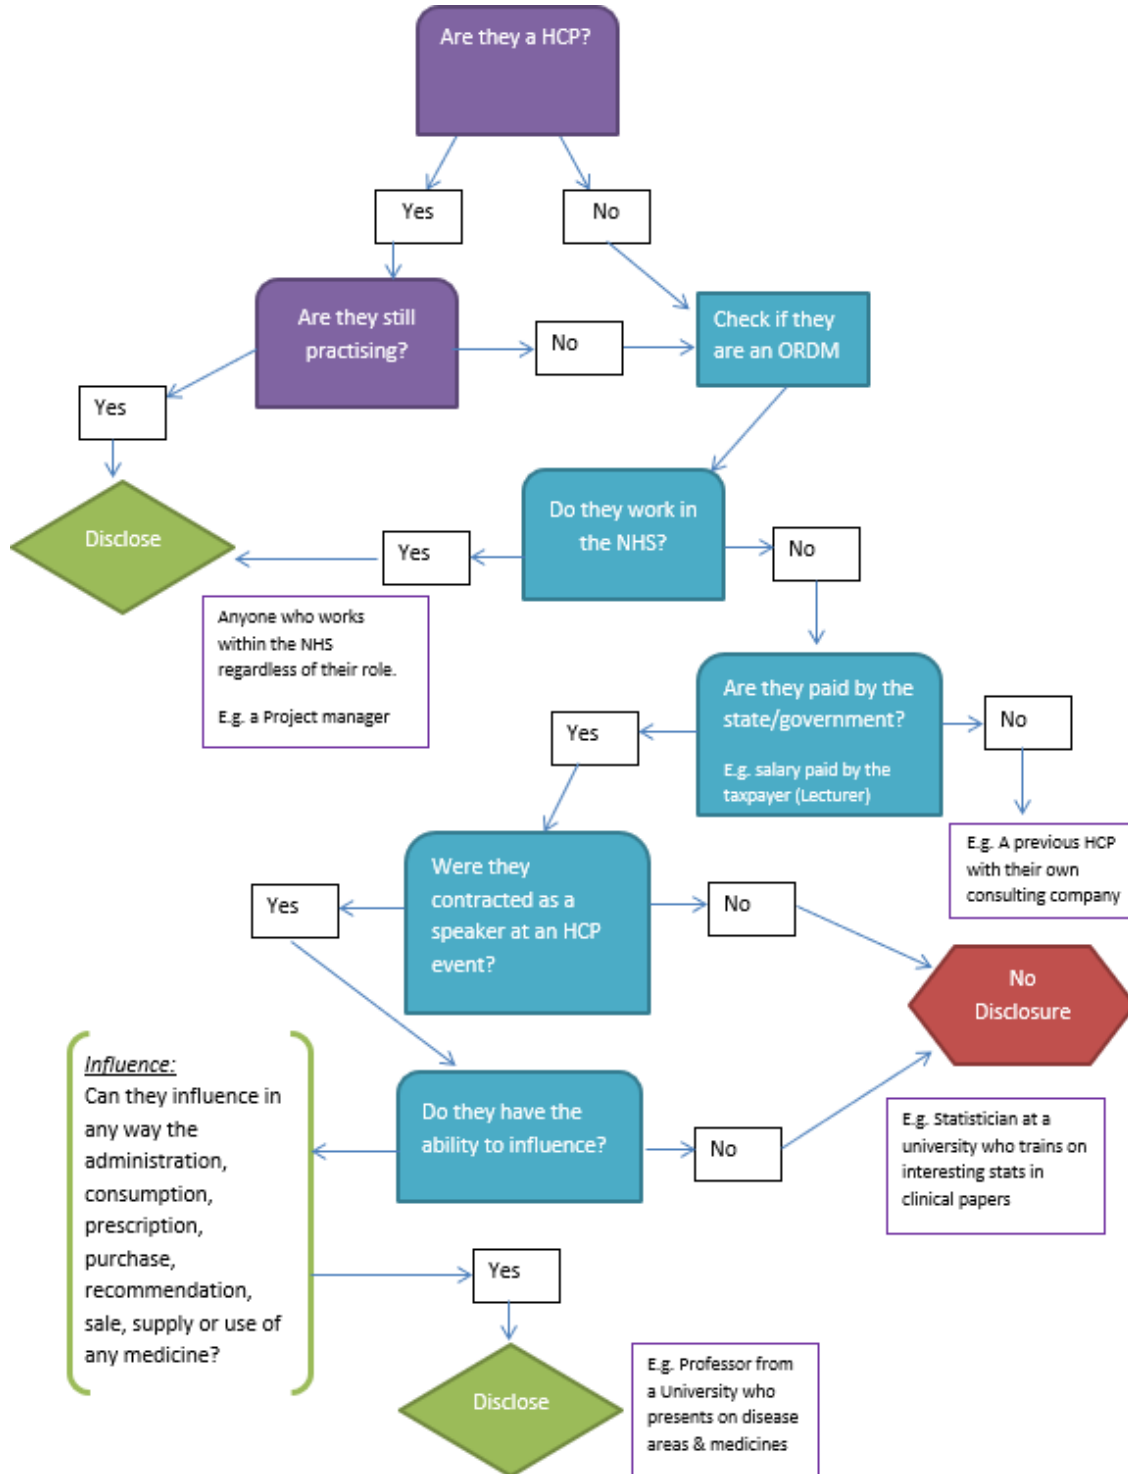 Are they a HCP?
Yes
No
Are they still
practising?
No
Check if they
are an ORDM
Yes
Disclose
Do they work in
the NHS?
Yes
No
Anyone who works
within the NHS
regardless of their role.
E.g. a Project manager
Are they paid by the
state/government?
E.g. salary paid by the
taxpayer (Lecturer)
Yes
No
E.g. A previous HCP
with their own
consulting company
Were they
contracted as a
speaker at an HCP
event?
Yes
No
No
Disclosure
Influence:
Can they influence in
any way the
administration,
consumption,
prescription,
purchase,
recommendation,
sale, supply or use of
any medicine?
Do they have the
ability to influence?
No
E.g. Statistician at a
university who trains on
interesting stats in
clinical papers
Yes
Disclose
E.g. Professor from
a University who
presents on disease
areas & medicines